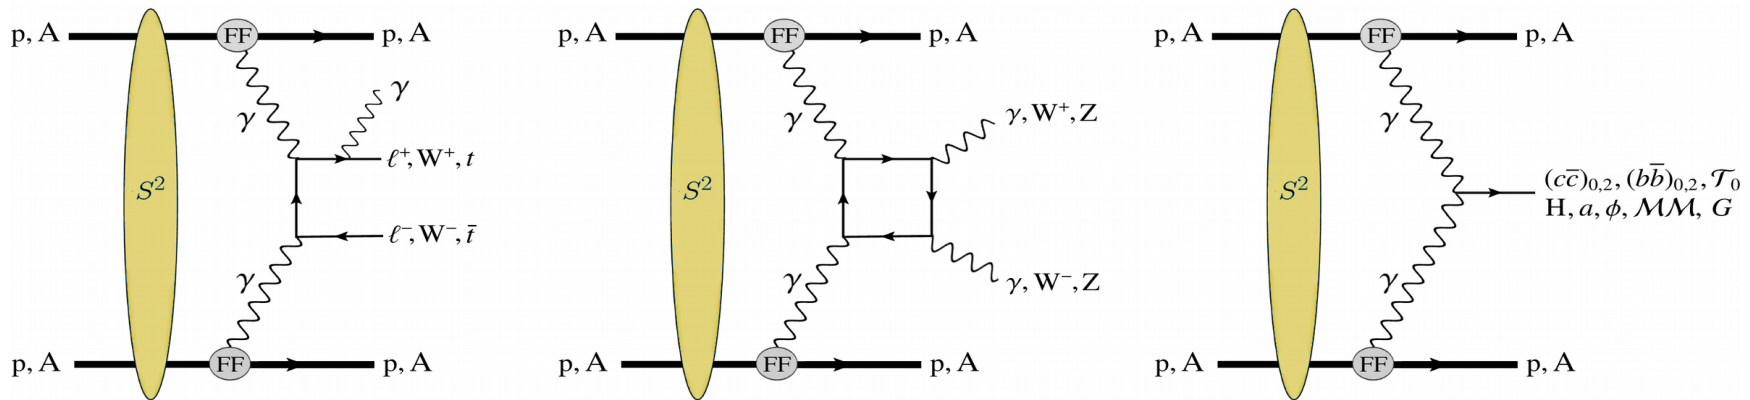 p, A FF p, A
γ
γ
S² ℓ⁺, W⁺, t
ℓ⁻, W⁻, t̅
γ
p, A FF p, A
p, A FF p, A
γ
γ, W⁺, Z
S²
γ, W⁻, Z
γ
p, A FF p, A
p, A FF p, A
γ
S² (cc̅)₀,₂, (bb̅)₀,₂, 𝒯₀
H, a, ϕ, ℳℳ, G
γ
p, A FF p, A